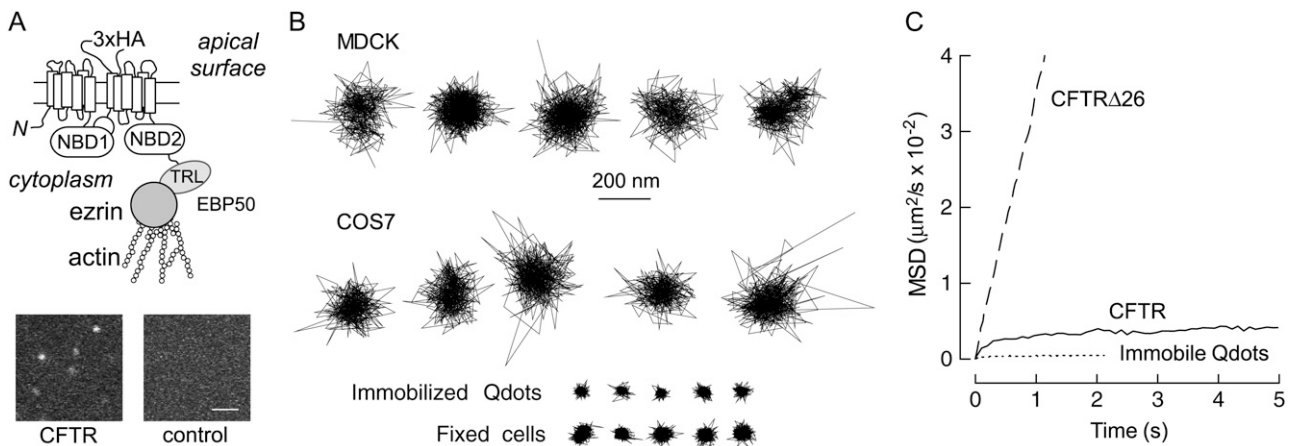 A
3xHA
apical
surface
N
NBD1
NBD2
cytoplasm
TRL
ezrin
EBP50
actin
CFTR
control
B
MDCK
200 nm
COS7
Immobilized Qdots
Fixed cells
C
MSD (μm²/s x 10⁻²)
4
3
2
1
0
CFTRΔ26
CFTR
Immobile Qdots
0 1 2 3 4 5
Time (s)